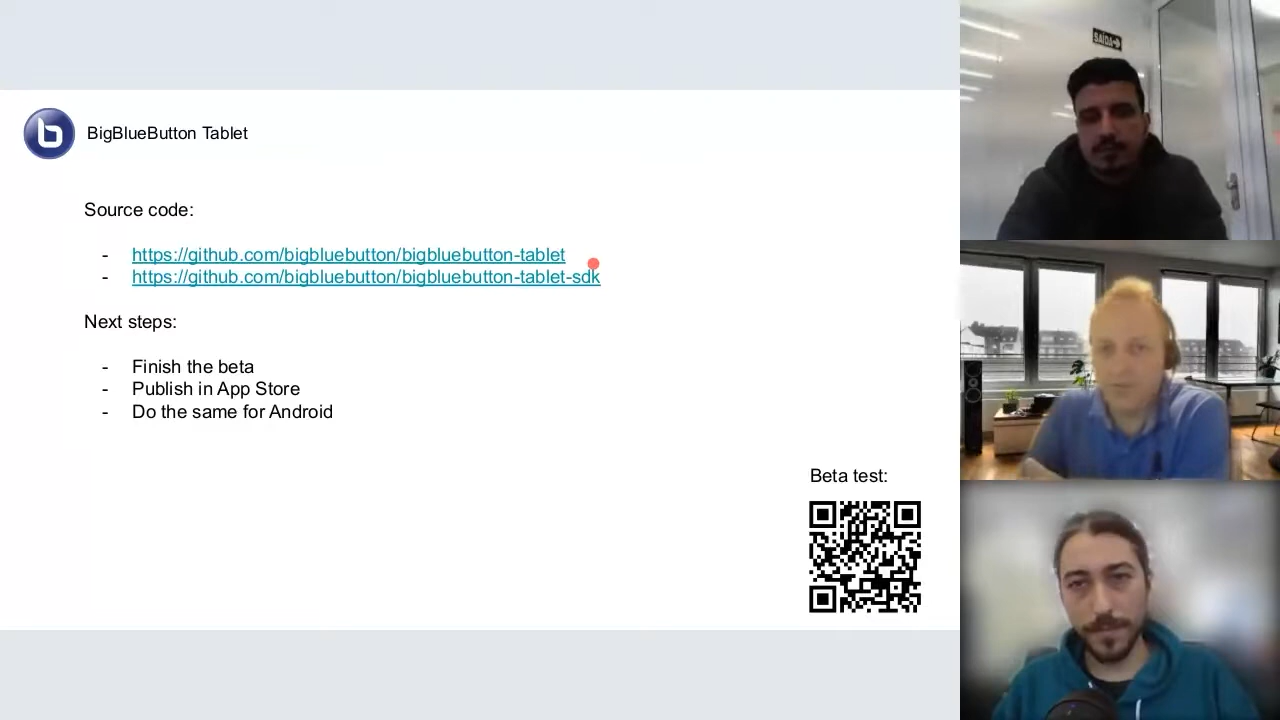 BigBlueButton Tablet
Source code:
- https://github.com/bigbluebutton/bigbluebutton-tablet
- https://github.com/bigbluebutton/bigbluebutton-tablet-sdk
Next steps:
- Finish the beta
- Publish in App Store
- Do the same for Android
Beta test:
SAÍDA